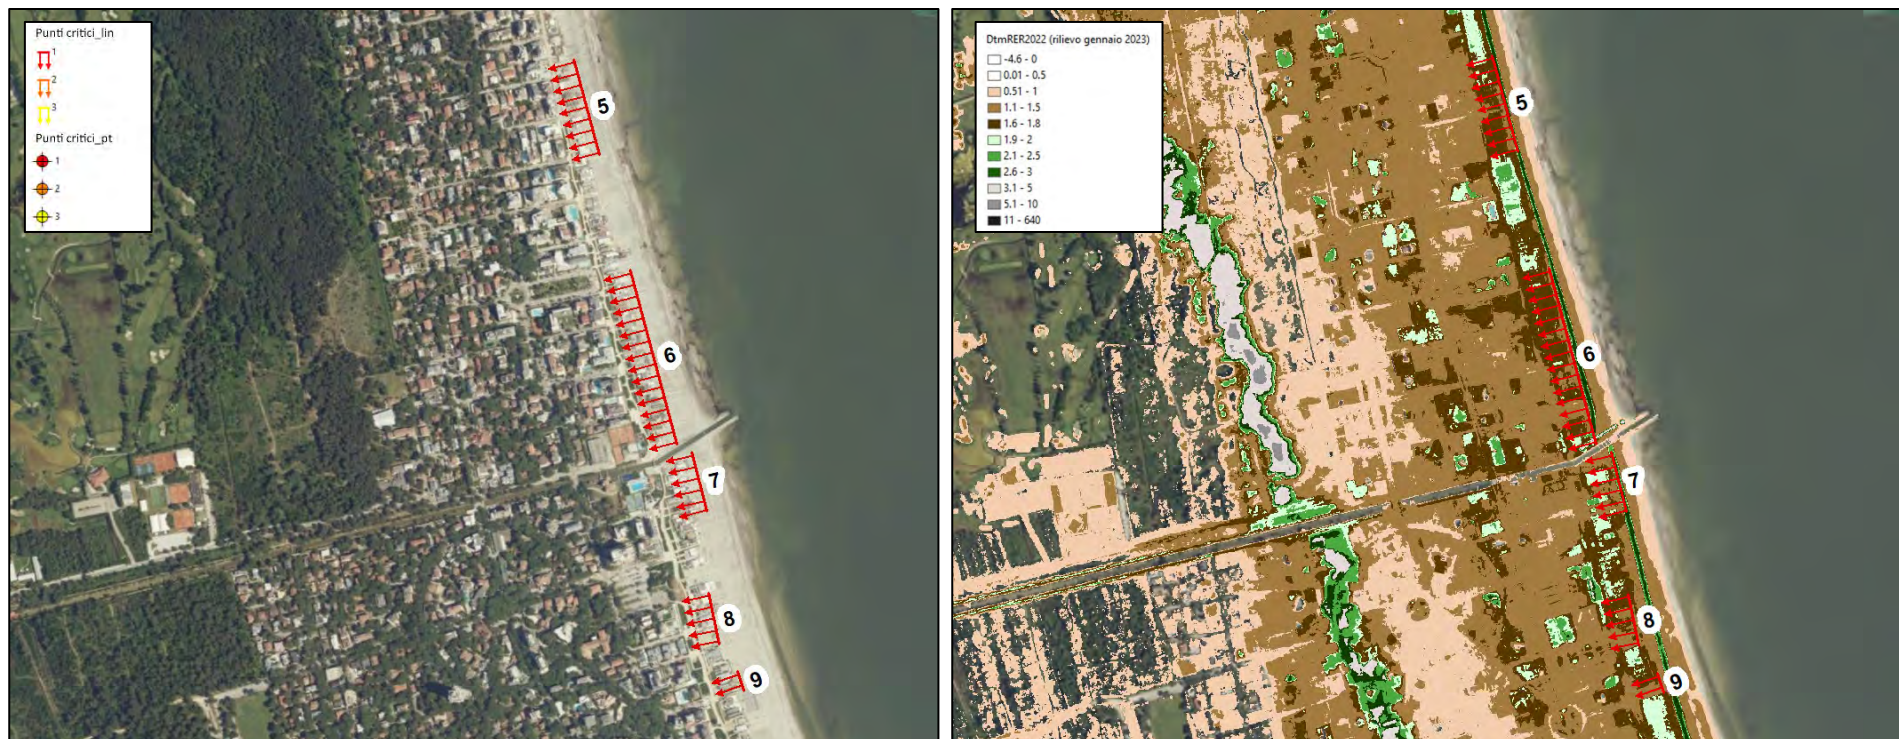 Punti critici_lin
1
2
3
Punti critici_pt
1
2
3
5
6
7
8
9
DtmRER2022 (rilievo gennaio 2023)
-4.6 - 0
0.01 - 0.5
0.51 - 1
1.1 - 1.5
1.6 - 1.8
1.9 - 2
2.1 - 2.5
2.6 - 3
3.1 - 5
5.1 - 10
11 - 640
5
6
7
8
9